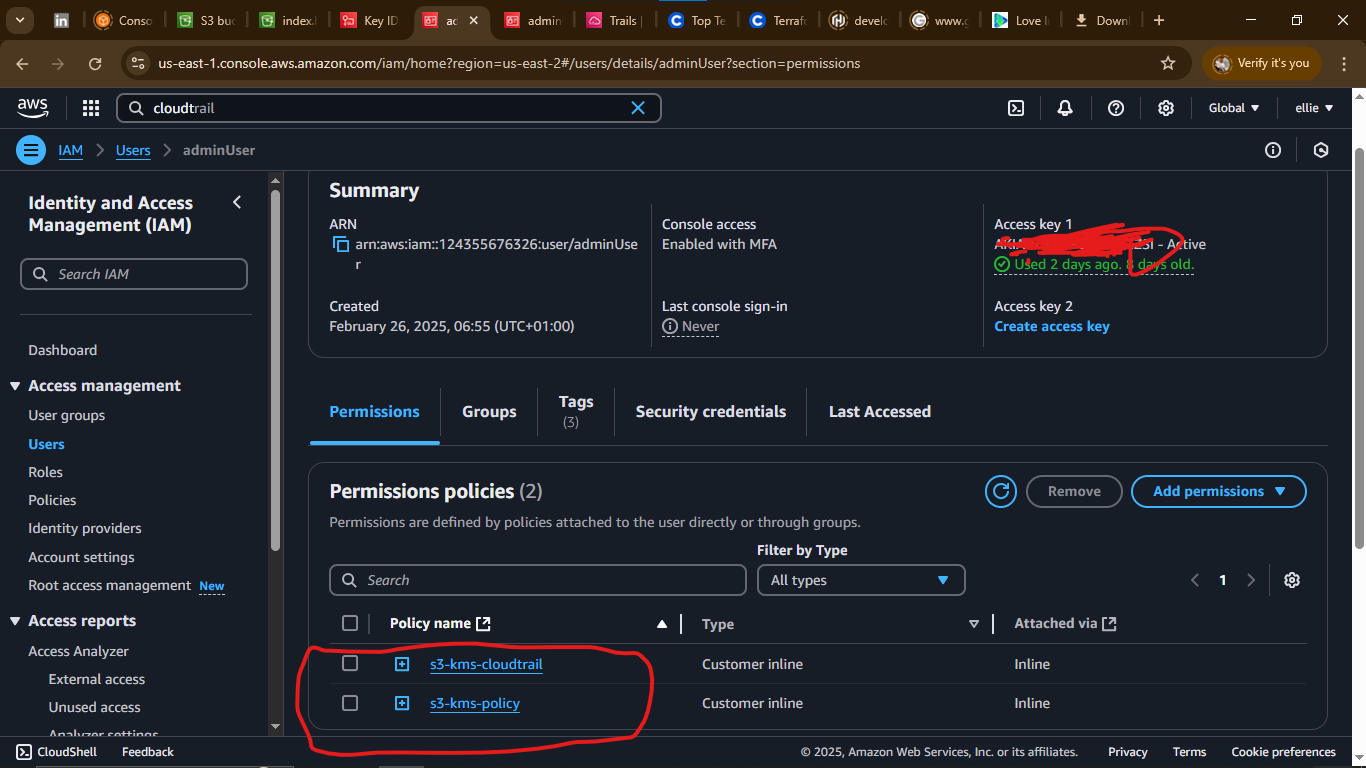 Conso
S3 buc
index.l
Key ID
ac
admin
Trails |
Top Te
Terrafo
develo
www.g
Love I
Downl
us-east-1.console.aws.amazon.com/iam/home?region=us-east-2#/users/details/adminUser?section=permissions
Verify it's you
aws
cloudtrail
Global
ellie
IAM > Users > adminUser
Identity and Access
Management (IAM)
Search IAM
Dashboard
Access management
User groups
Users
Roles
Policies
Identity providers
Account settings
Root access management New
Access reports
Access Analyzer
External access
Unused access
Analyzer settings
Summary
ARN
arn:aws:iam::124355676326:user/adminUse
r
Created
February 26, 2025, 06:55 (UTC+01:00)
Console access
Enabled with MFA
Last console sign-in
Never
Access key 1
- Active
Used 2 days ago. 8 days old.
Access key 2
Create access key
Permissions
Groups
Tags
(3)
Security credentials
Last Accessed
Permissions policies (2)
Remove
Add permissions
Permissions are defined by policies attached to the user directly or through groups.
Filter by Type
Search
All types
1
Policy name
Type
Attached via
s3-kms-cloudtrail
Customer inline
Inline
s3-kms-policy
Customer inline
Inline
CloudShell
Feedback
© 2025, Amazon Web Services, Inc. or its affiliates.
Privacy
Terms
Cookie preferences